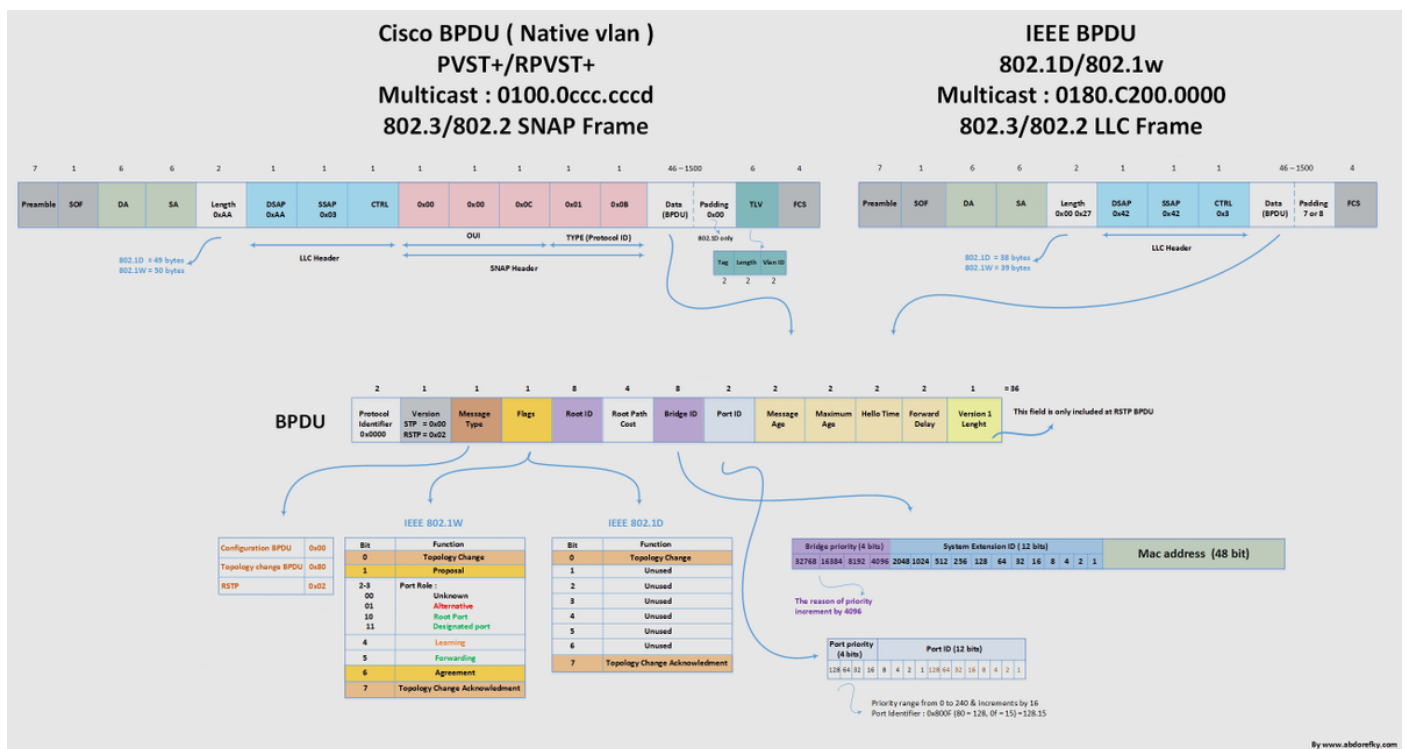 Cisco BPDU ( Native vlan )
PVST+/RPVST+
Multicast : 0100.0ccc.cccd
802.3/802.2 SNAP Frame
IEEE BPDU
802.1D/802.1w
Multicast : 0180.C200.0000
802.3/802.2 LLC Frame
7 1 6 6 2 1 1 1 1 1 1 1 1 46 – 1500 6 4
Preamble SOF DA SA Length 0xAA DSAP 0xAA SSAP 0x03 CTRL 0x00 0x00 0x0C 0x01 0x0B Data (BPDU) Padding 0x00 TLV FCS
802.1D = 49 bytes
802.1W = 50 bytes
LLC Header
OUI
TYPE (Protocol ID)
SNAP Header
802.1D only
Tag Length Vlan ID
2 2 2
7 1 6 6 2 1 1 1 46 – 1500 4
Preamble SOF DA SA Length 0x00 0x27 DSAP 0x42 SSAP 0x42 CTRL 0x3 Data (BPDU) Padding 7 or 8 FCS
LLC Header
802.1D = 38 bytes
802.1W = 39 bytes
2 1 1 1 8 4 8 2 2 2 2 2 1 = 36
BPDU
Protocol Identifier 0x0000 Version STP = 0x00 RSTP = 0x02 Message Type Flags Root ID Root Path Cost Bridge ID Port ID Message Age Maximum Age Hello Time Forward Delay Version 1 Lenght
This field is only included at RSTP BPDU
Configuration BPDU 0x00
Topology change BPDU 0x80
RSTP 0x02
IEEE 802.1W
Bit Function
0 Topology Change
1 Proposal
2-3 Port Role :
00 Unknown
01 Alternative
10 Root Port
11 Designated port
4 Learning
5 Forwarding
6 Agreement
7 Topology Change Acknowledment
IEEE 802.1D
Bit Function
0 Topology Change
1 Unused
2 Unused
3 Unused
4 Unused
5 Unused
6 Unused
7 Topology Change Acknowledment
Bridge priority (4 bits) System Extension ID ( 12 bits) Mac address (48 bit)
32768 16384 8192 4096 2048 1024 512 256 128 64 32 16 8 4 2 1
The reason of priority
increment by 4096
Port priority (4 bits) Port ID (12 bits)
128 64 32 16 8 4 2 1 128 64 32 16 8 4 2 1
Priority range from 0 to 240 & increments by 16
Port Identifier : 0x800F (80 = 128, 0f = 15) =128.15
By www.abdorefky.com